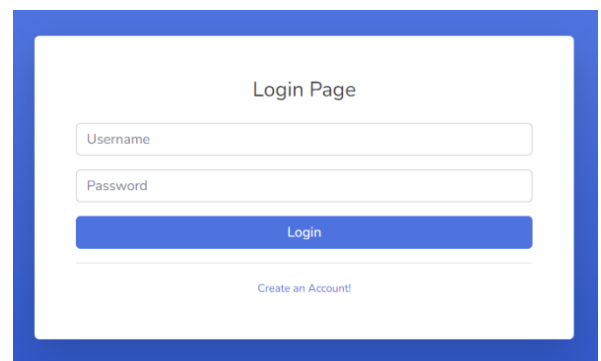 Login Page
Username
Password
Login
Create an Account!